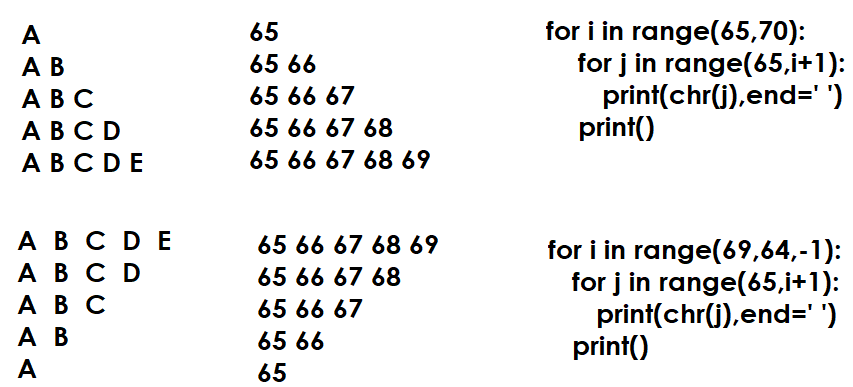 A
A B
A B C
A B C D
A B C D E
65
65 66
65 66 67
65 66 67 68
65 66 67 68 69
for i in range(65,70):
for j in range(65,i+1):
print(chr(j),end=' ')
print()
A B C D E
A B C D
A B C
A B
A
65 66 67 68 69
65 66 67 68
65 66 67
65 66
65
for i in range(69,64,-1):
for j in range(65,i+1):
print(chr(j),end=' ')
print()